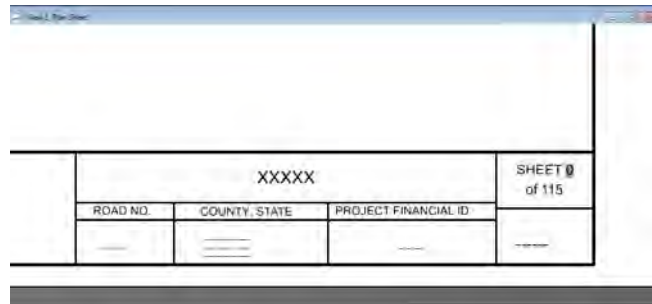 XXXXX
SHEET 0
of 115
ROAD NO.
COUNTY, STATE
PROJECT FINANCIAL ID